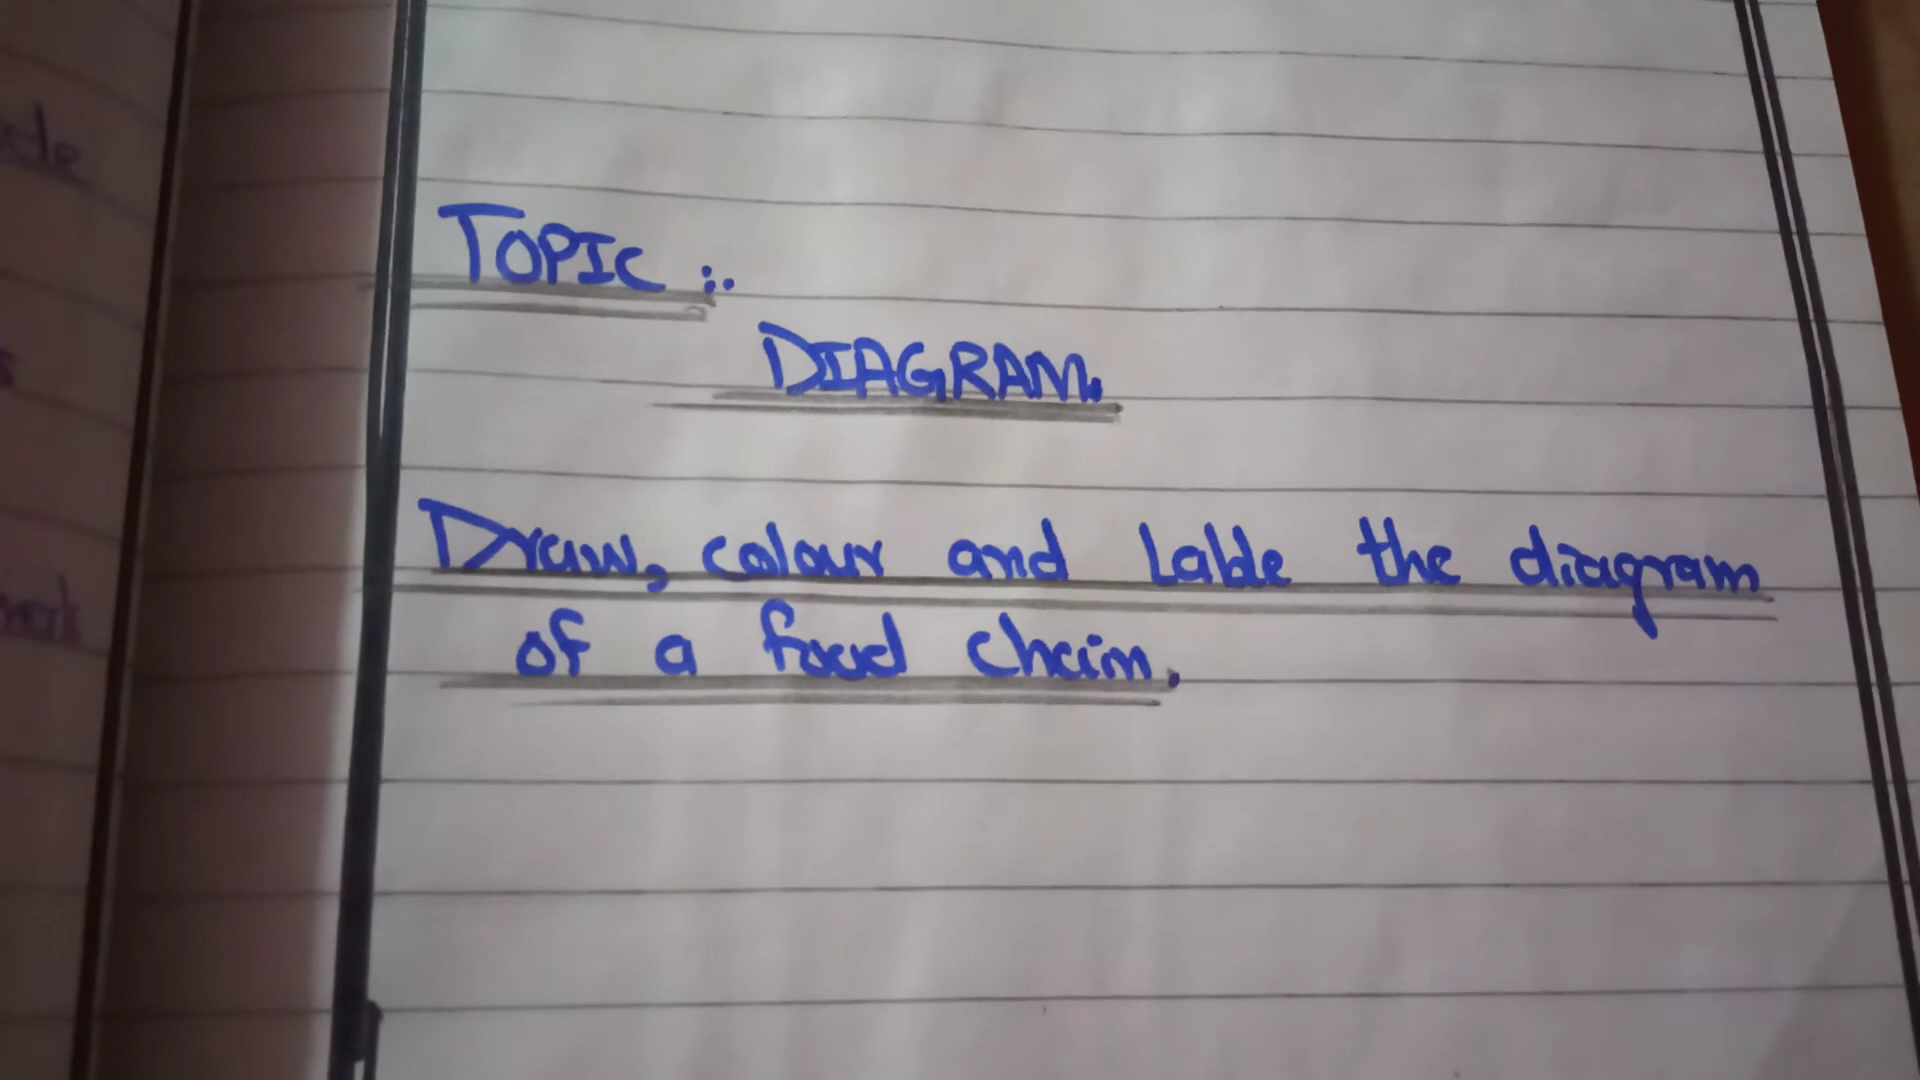 TOPIC :.
DIAGRAM.
Draw, colour and Lable the diagram
of a food chain.